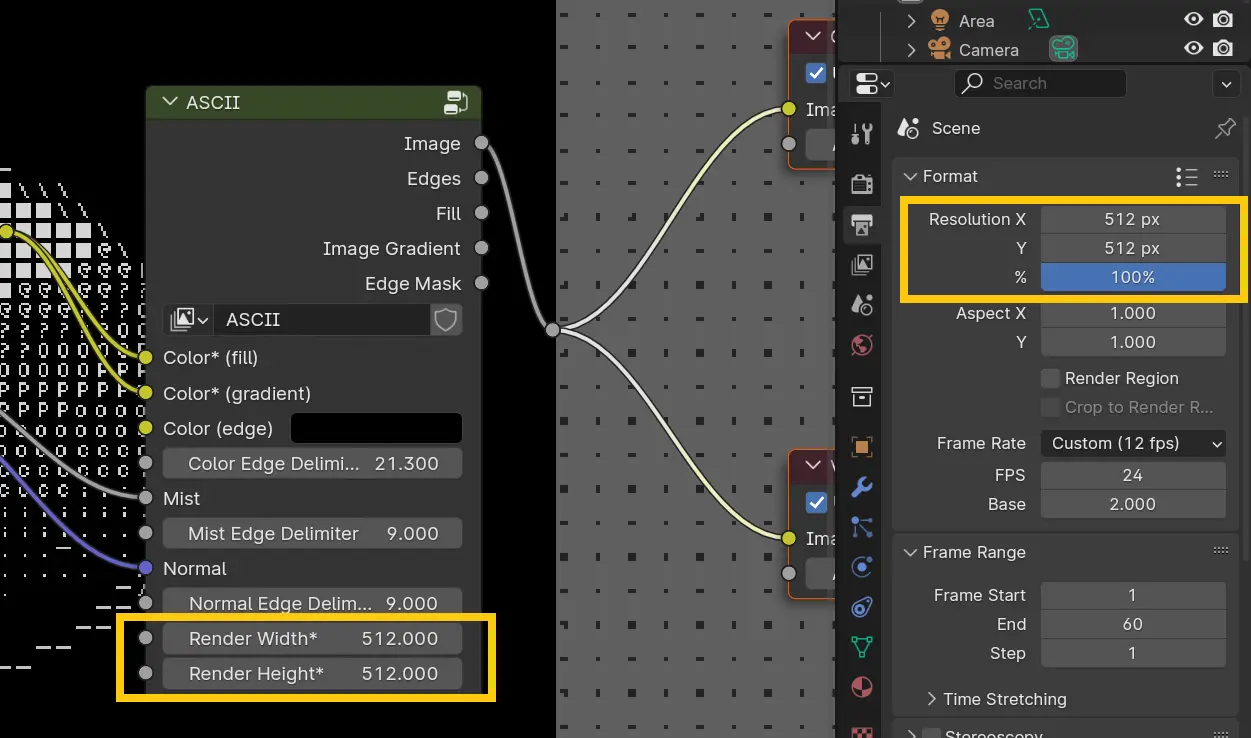 ASCII
Image
Edges
Fill
Image Gradient
Edge Mask
ASCII
Color* (fill)
Color* (gradient)
Color (edge)
Color Edge Delimi... 21.300
Mist
Mist Edge Delimiter 9.000
Normal
Normal Edge Delim... 9.000
Render Width* 512.000
Render Height* 512.000
Ima
Ima
Area
Camera
Search
Scene
Format
Resolution X 512 px
Y 512 px
% 100%
Aspect X 1.000
Y 1.000
Render Region
Crop to Render R...
Frame Rate Custom (12 fps)
FPS 24
Base 2.000
Frame Range
Frame Start 1
End 60
Step 1
Time Stretching
Stereoscopy